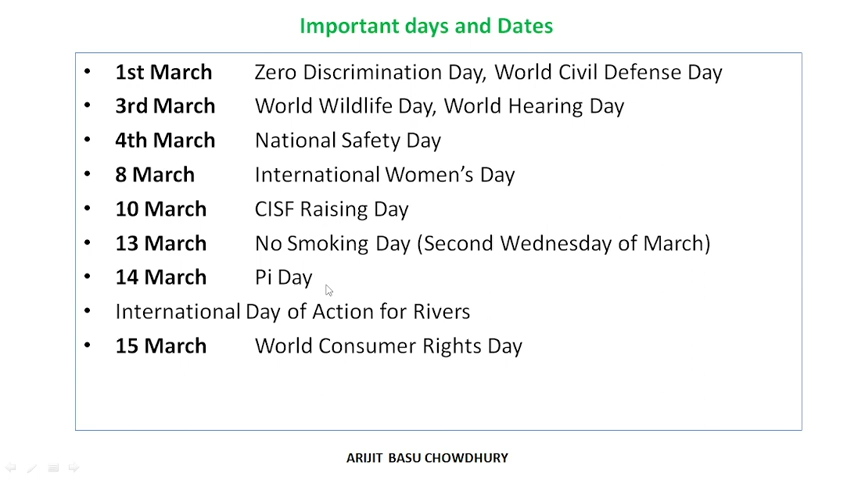 Important days and Dates
• 1st March Zero Discrimination Day, World Civil Defense Day
• 3rd March World Wildlife Day, World Hearing Day
• 4th March National Safety Day
• 8 March International Women’s Day
• 10 March CISF Raising Day
• 13 March No Smoking Day (Second Wednesday of March)
• 14 March Pi Day
• International Day of Action for Rivers
• 15 March World Consumer Rights Day
ARIJIT BASU CHOWDHURY